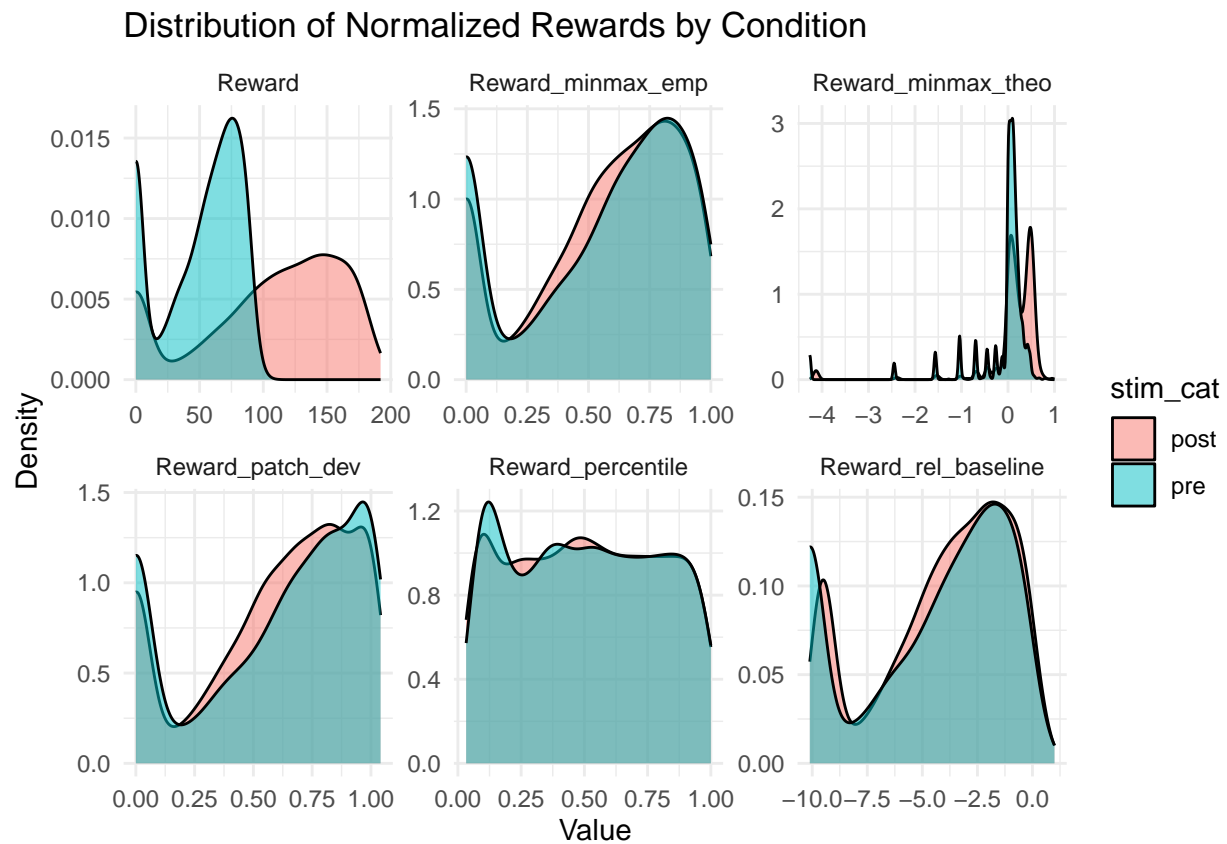 Distribution of Normalized Rewards by Condition
Reward
Reward_minmax_emp
Reward_minmax_theo
0.015
0.010
0.005
0.000
0 50 100 150 200
1.5
1.0
0.5
0.0
0.00 0.25 0.50 0.75 1.00
3
2
1
0
−4 −3 −2 −1 0 1
Density
Reward_patch_dev
Reward_percentile
Reward_rel_baseline
1.5
1.0
0.5
0.0
0.00 0.25 0.50 0.75 1.00
1.2
0.8
0.4
0.0
0.00 0.25 0.50 0.75 1.00
0.15
0.10
0.05
0.00
−10.0 −7.5 −5.0 −2.5 0.0
Value
stim_cat
post
pre